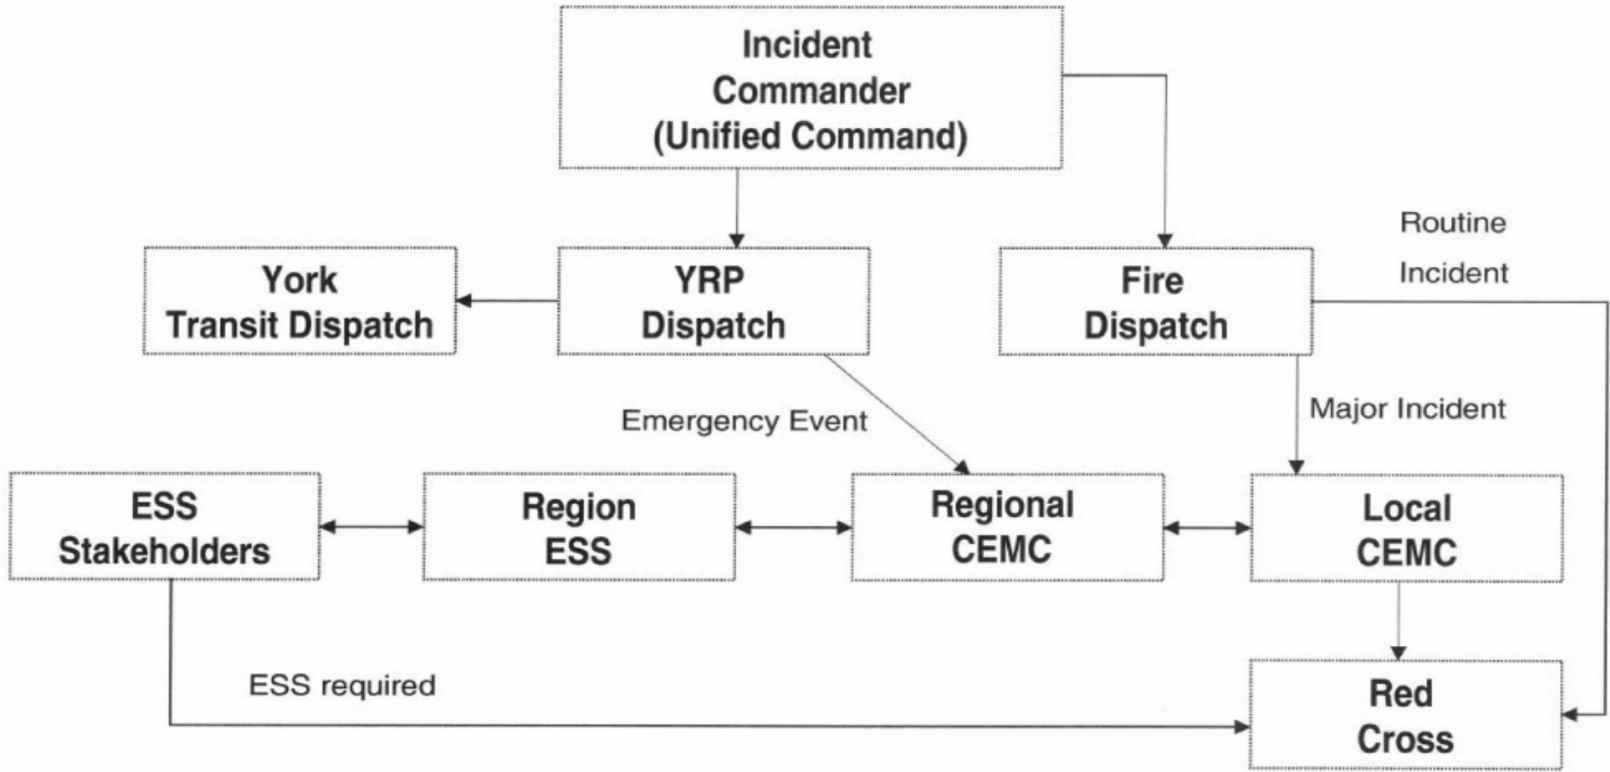 Incident
Commander
(Unified Command)
Routine
Incident
York
Transit Dispatch
YRP
Dispatch
Fire
Dispatch
Emergency Event
Major Incident
ESS
Stakeholders
Region
ESS
Regional
CEMC
Local
CEMC
ESS required
Red
Cross